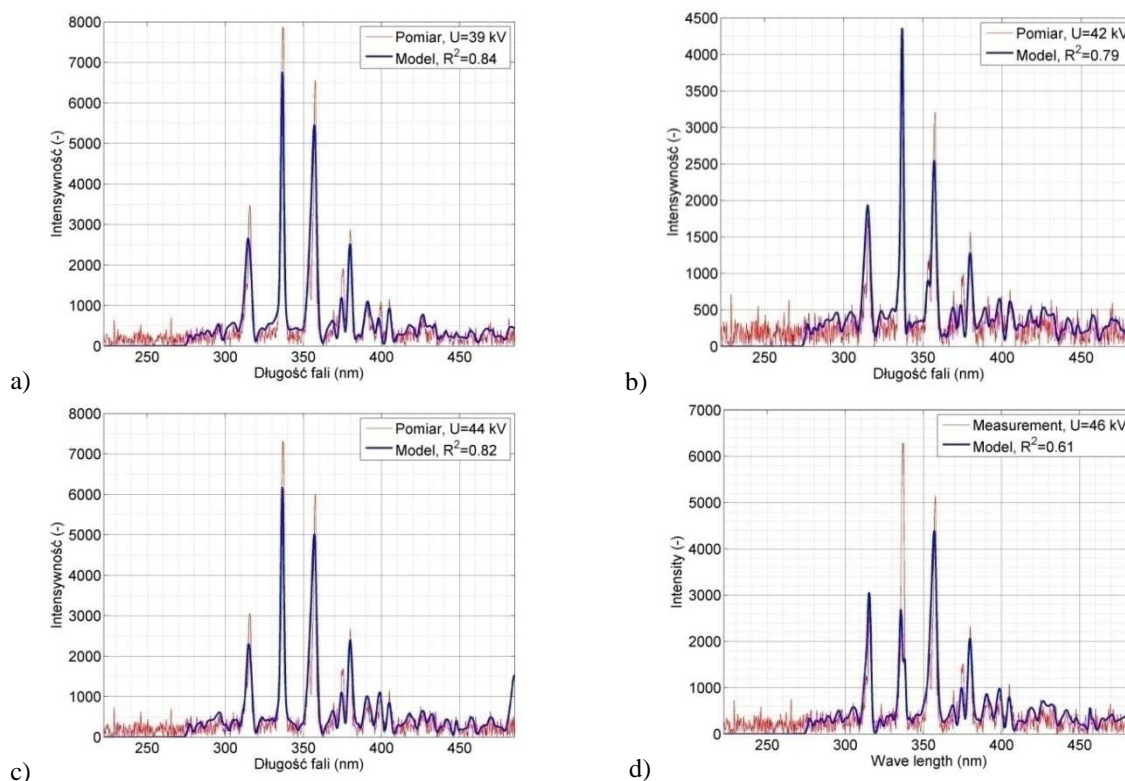 8000
7000
6000
5000
4000
3000
2000
1000
0
Intensywność (-)
250 300 350 400 450
Długość fali (nm)
Pomiar, U=39 kV
Model, R²=0.84
a)
4500
4000
3500
3000
2500
2000
1500
1000
500
0
Intensywność (-)
250 300 350 400 450
Długość fali (nm)
Pomiar, U=42 kV
Model, R²=0.79
b)
8000
7000
6000
5000
4000
3000
2000
1000
0
Intensywność (-)
250 300 350 400 450
Długość fali (nm)
Pomiar, U=44 kV
Model, R²=0.82
c)
7000
6000
5000
4000
3000
2000
1000
0
Intensity (-)
250 300 350 400 450
Wave length (nm)
Measurement, U=46 kV
Model, R²=0.61
d)